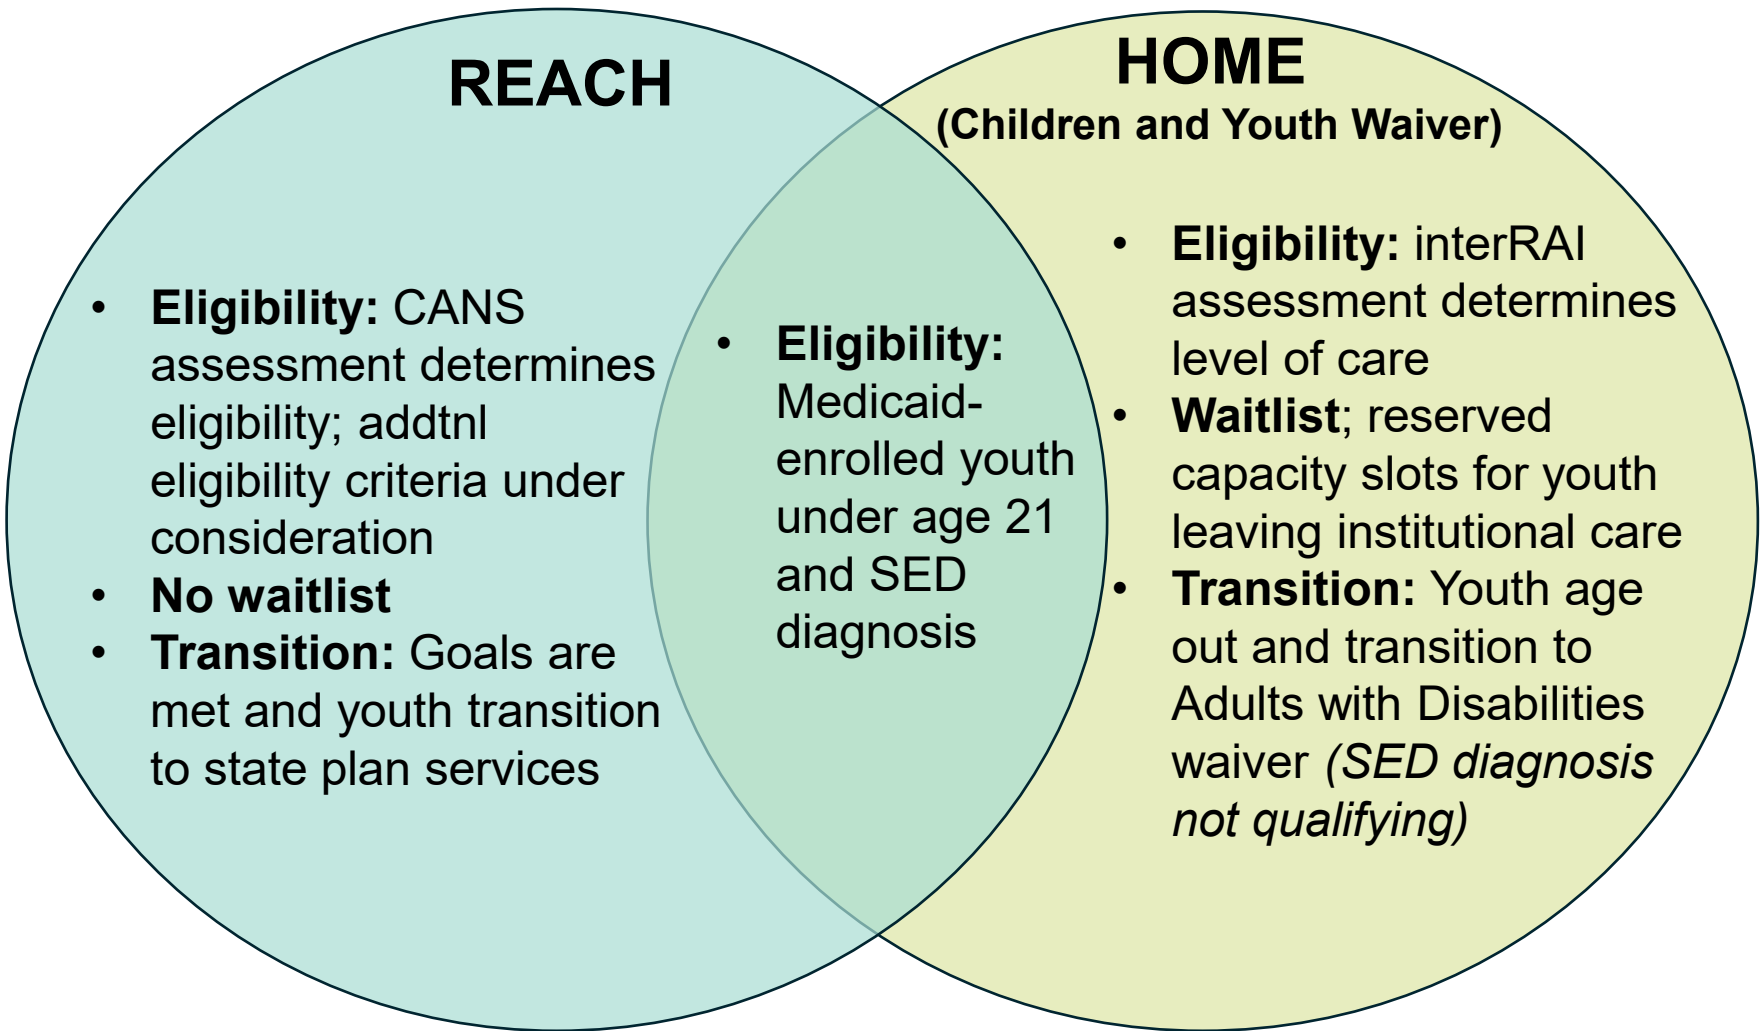 REACH
• Eligibility: CANS
assessment determines
eligibility; addtnl
eligibility criteria under
consideration
• No waitlist
• Transition: Goals are
met and youth transition
to state plan services
• Eligibility:
Medicaid-
enrolled youth
under age 21
and SED
diagnosis
HOME
(Children and Youth Waiver)
• Eligibility: interRAI
assessment determines
level of care
• Waitlist; reserved
capacity slots for youth
leaving institutional care
• Transition: Youth age
out and transition to
Adults with Disabilities
waiver (SED diagnosis
not qualifying)